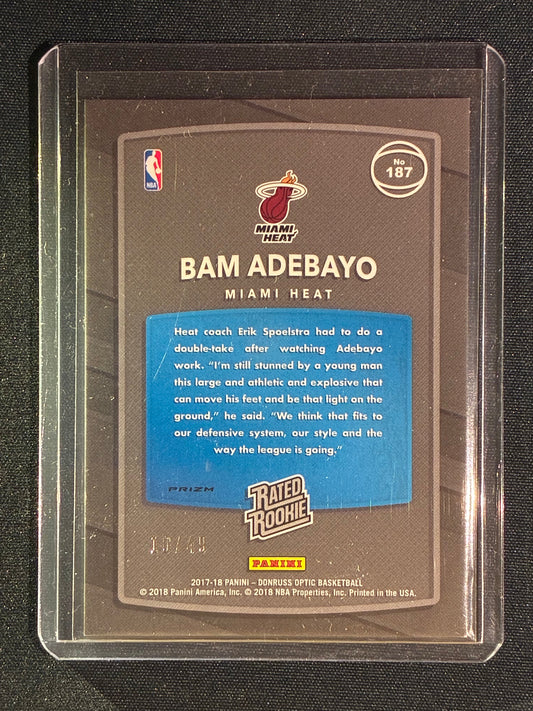 NBA
No
187
MIAMI
HEAT
BAM ADEBAYO
MIAMI HEAT
Heat coach Erik Spoelstra had to do a
double-take after watching Adebayo
work. “I’m still stunned by a young man
this large and athletic and explosive that
can move his feet and be that light on the
ground,” he said. “We think that fits to
our defensive system, our style and the
way the league is going.”
PRIZM
RATED
ROOKIE
PANINI
2017-18 PANINI – DONRUSS OPTIC BASKETBALL
© 2018 Panini America, Inc. © 2018 NBA Properties, Inc. Printed in the USA.